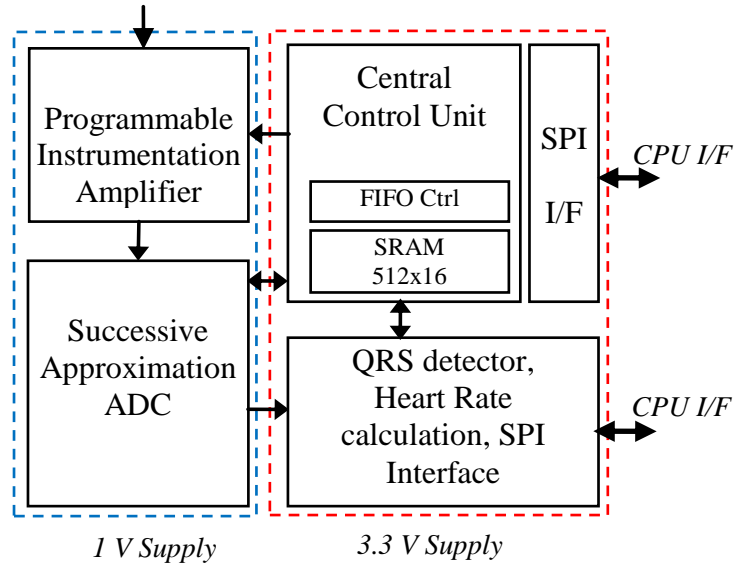 Programmable
Instrumentation
Amplifier
Central
Control Unit
FIFO Ctrl
SRAM
512x16
SPI
I/F
CPU I/F
Successive
Approximation
ADC
QRS detector,
Heart Rate
calculation, SPI
Interface
CPU I/F
1 V Supply
3.3 V Supply